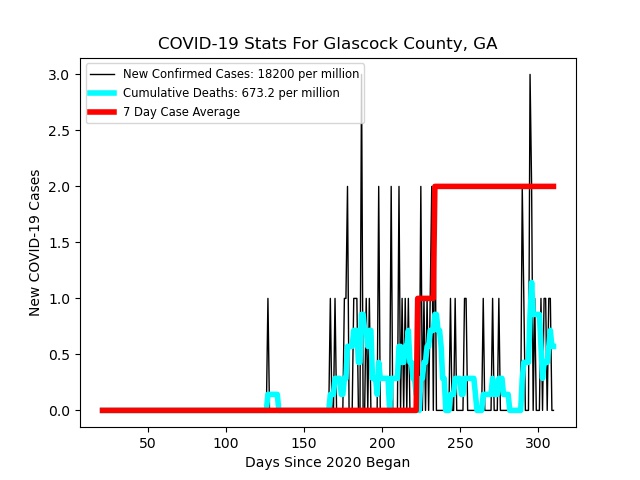 COVID-19 Stats For Glascock County, GA
New Confirmed Cases: 18200 per million
Cumulative Deaths: 673.2 per million
7 Day Case Average
New COVID-19 Cases
3.0
2.5
2.0
1.5
1.0
0.5
0.0
50 100 150 200 250 300
Days Since 2020 Began